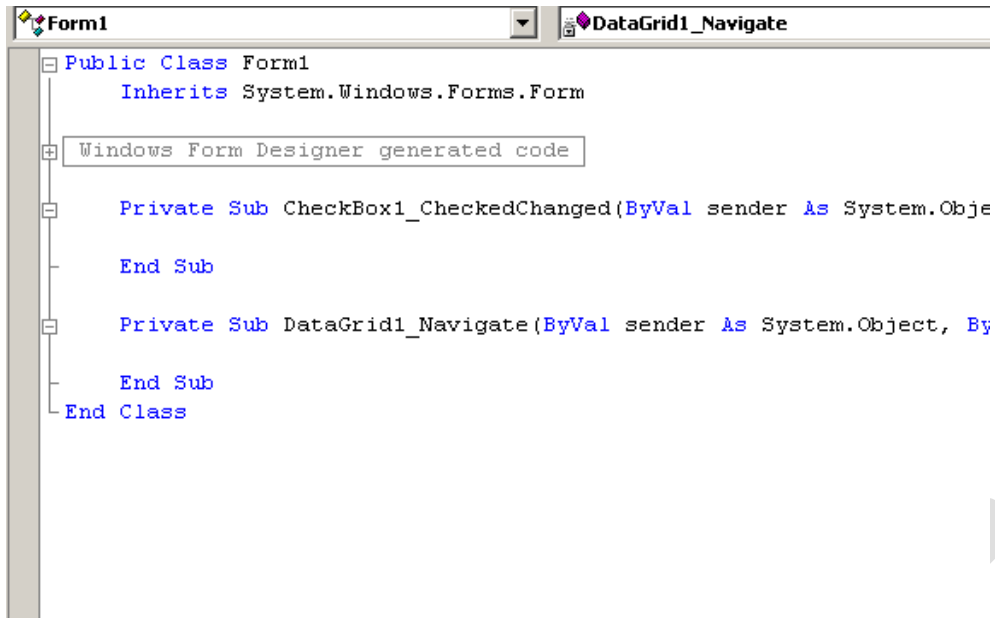 Form1 DataGrid1_Navigate
Public Class Form1
Inherits System.Windows.Forms.Form
Windows Form Designer generated code
Private Sub CheckBox1_CheckedChanged(ByVal sender As System.Obje
End Sub
Private Sub DataGrid1_Navigate(ByVal sender As System.Object, By
End Sub
End Class